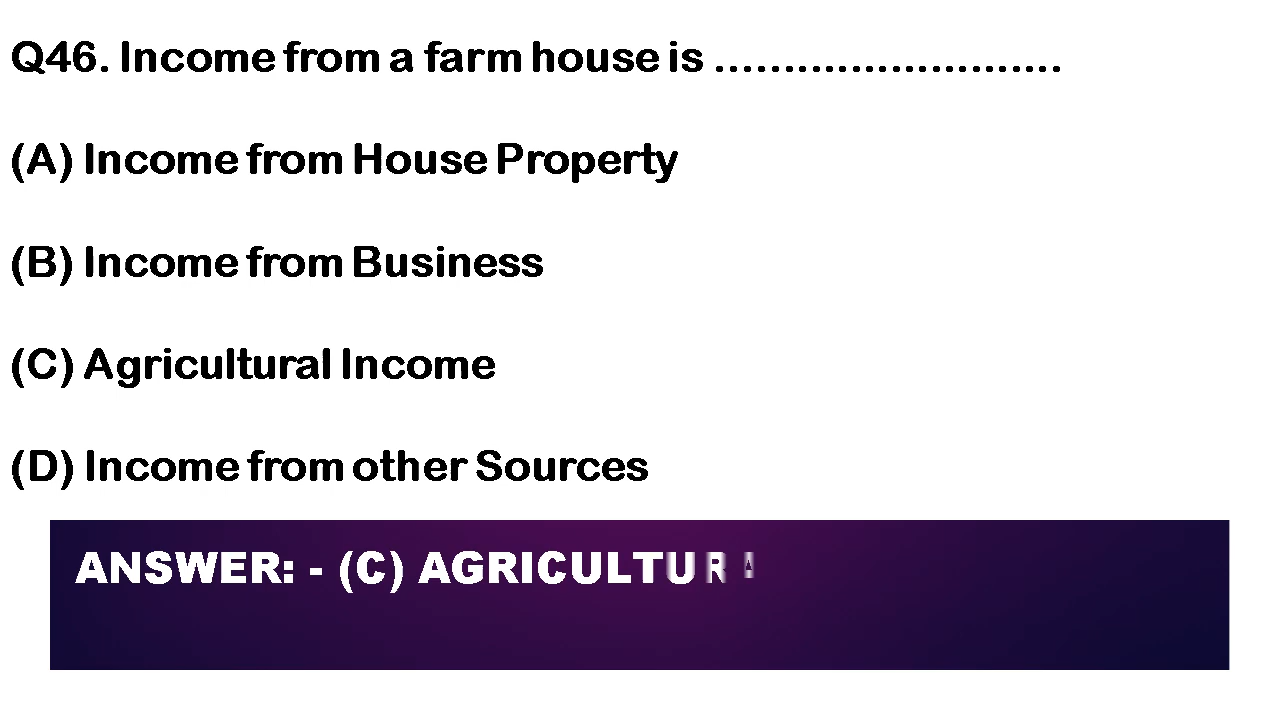 Q46. Income from a farm house is ..........................
(A) Income from House Property
(B) Income from Business
(C) Agricultural Income
(D) Income from other Sources
ANSWER: - (C) AGRICULTURA